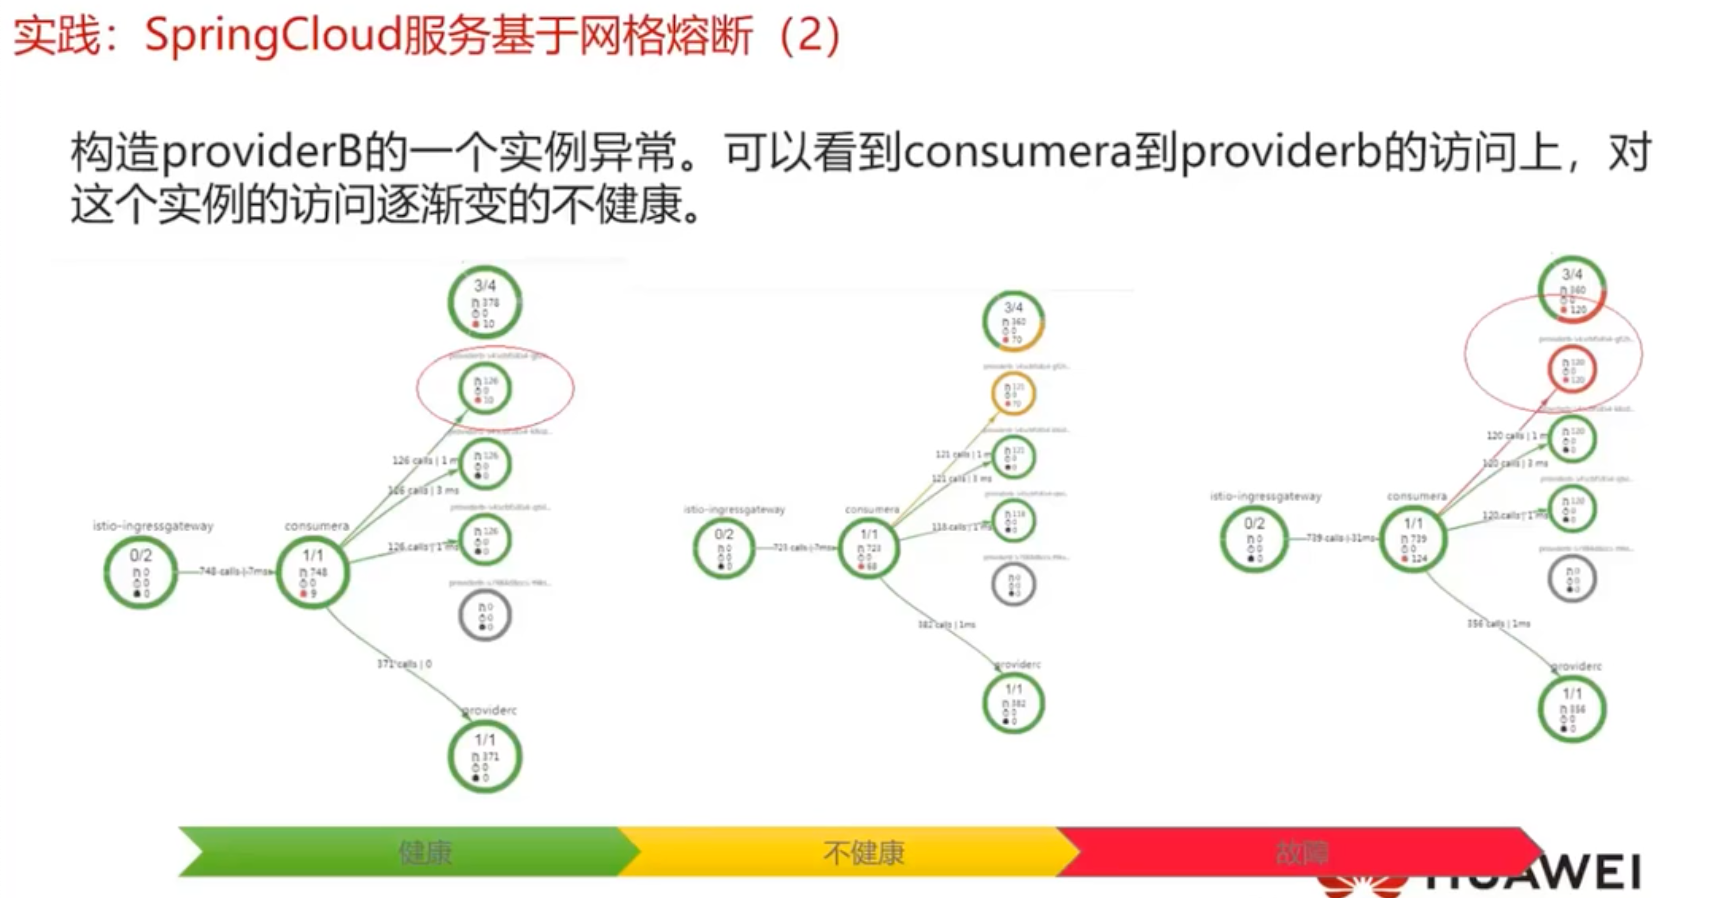 实践：SpringCloud服务基于网格熔断（2）
构造providerB的一个实例异常。可以看到consumera到providerb的访问上，对
这个实例的访问逐渐变的不健康。
3/4
378
0
10
126
0
10
126
0
0
126
0
0
0
0
0
126 calls | 1 m
126 calls | 3 ms
126 calls | 1 ms
istio-ingressgateway
0/2
0
0
0
748 calls | 7ms
consumera
1/1
748
0
9
371 calls | 0
providerc
1/1
371
0
0
3/4
360
0
70
121
0
70
121
0
0
118
0
0
0
0
0
121 calls | 1 m
121 calls | 3 ms
118 calls | 1 ms
istio-ingressgateway
0/2
0
0
0
723 calls | 7ms
consumera
1/1
723
0
68
382 calls | 1ms
providerc
1/1
382
0
0
3/4
360
0
120
120
0
120
120
0
0
120
0
0
0
0
0
120 calls | 1 m
120 calls | 3 ms
120 calls | 1 ms
istio-ingressgateway
0/2
0
0
0
739 calls | 31ms
consumera
1/1
739
0
124
356 calls | 1ms
providerc
1/1
356
0
0
健康
不健康
故障
HUAWEI